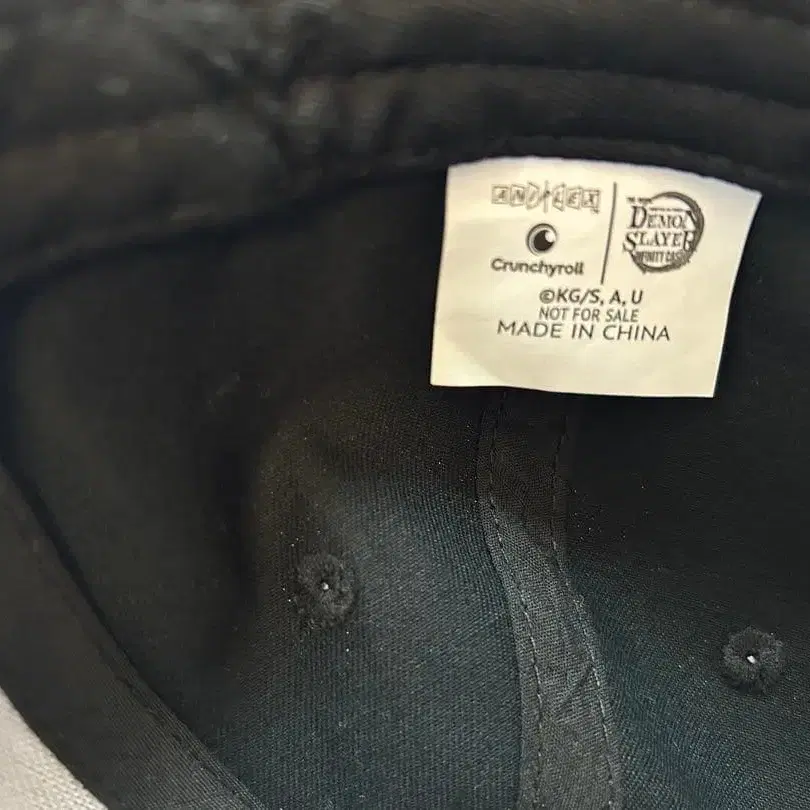 ANIPLEX
Crunchyroll
DEMON
SLAYER
INFINITY CASTLE
©KG/S, A, U
NOT FOR SALE
MADE IN CHINA